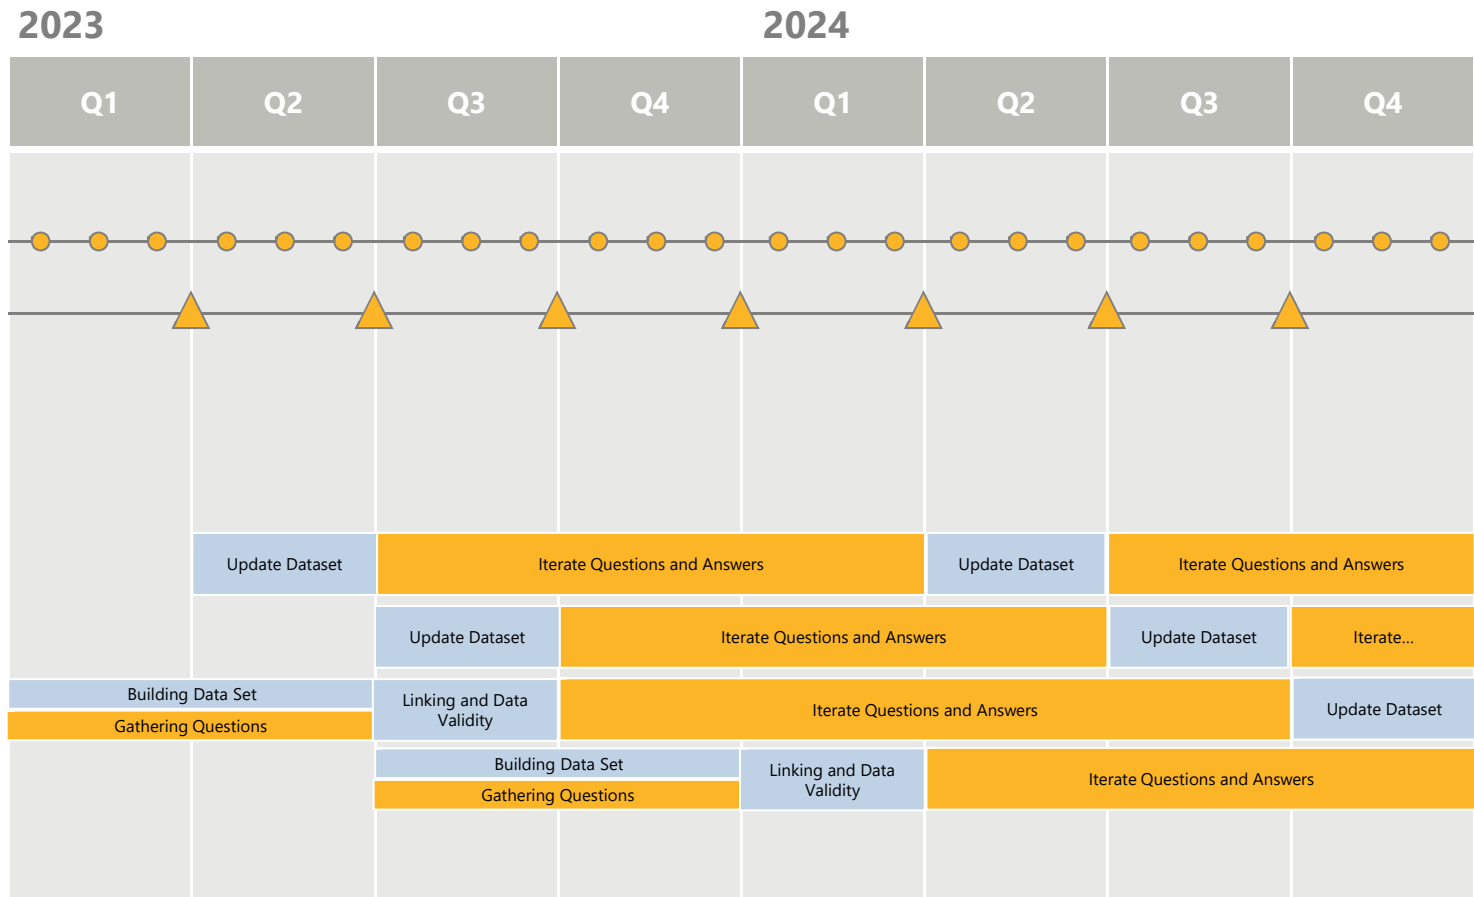 2023
2024
Q1
Q2
Q3
Q4
Q1
Q2
Q3
Q4
Update Dataset
Iterate Questions and Answers
Update Dataset
Iterate Questions and Answers
Update Dataset
Iterate Questions and Answers
Update Dataset
Iterate...
Building Data Set
Gathering Questions
Linking and Data
Validity
Iterate Questions and Answers
Update Dataset
Building Data Set
Gathering Questions
Linking and Data
Validity
Iterate Questions and Answers